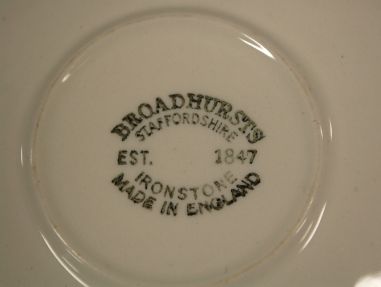 BROADHURSTS
STAFFORDSHIRE
EST. 1847
IRONSTONE
MADE IN ENGLAND